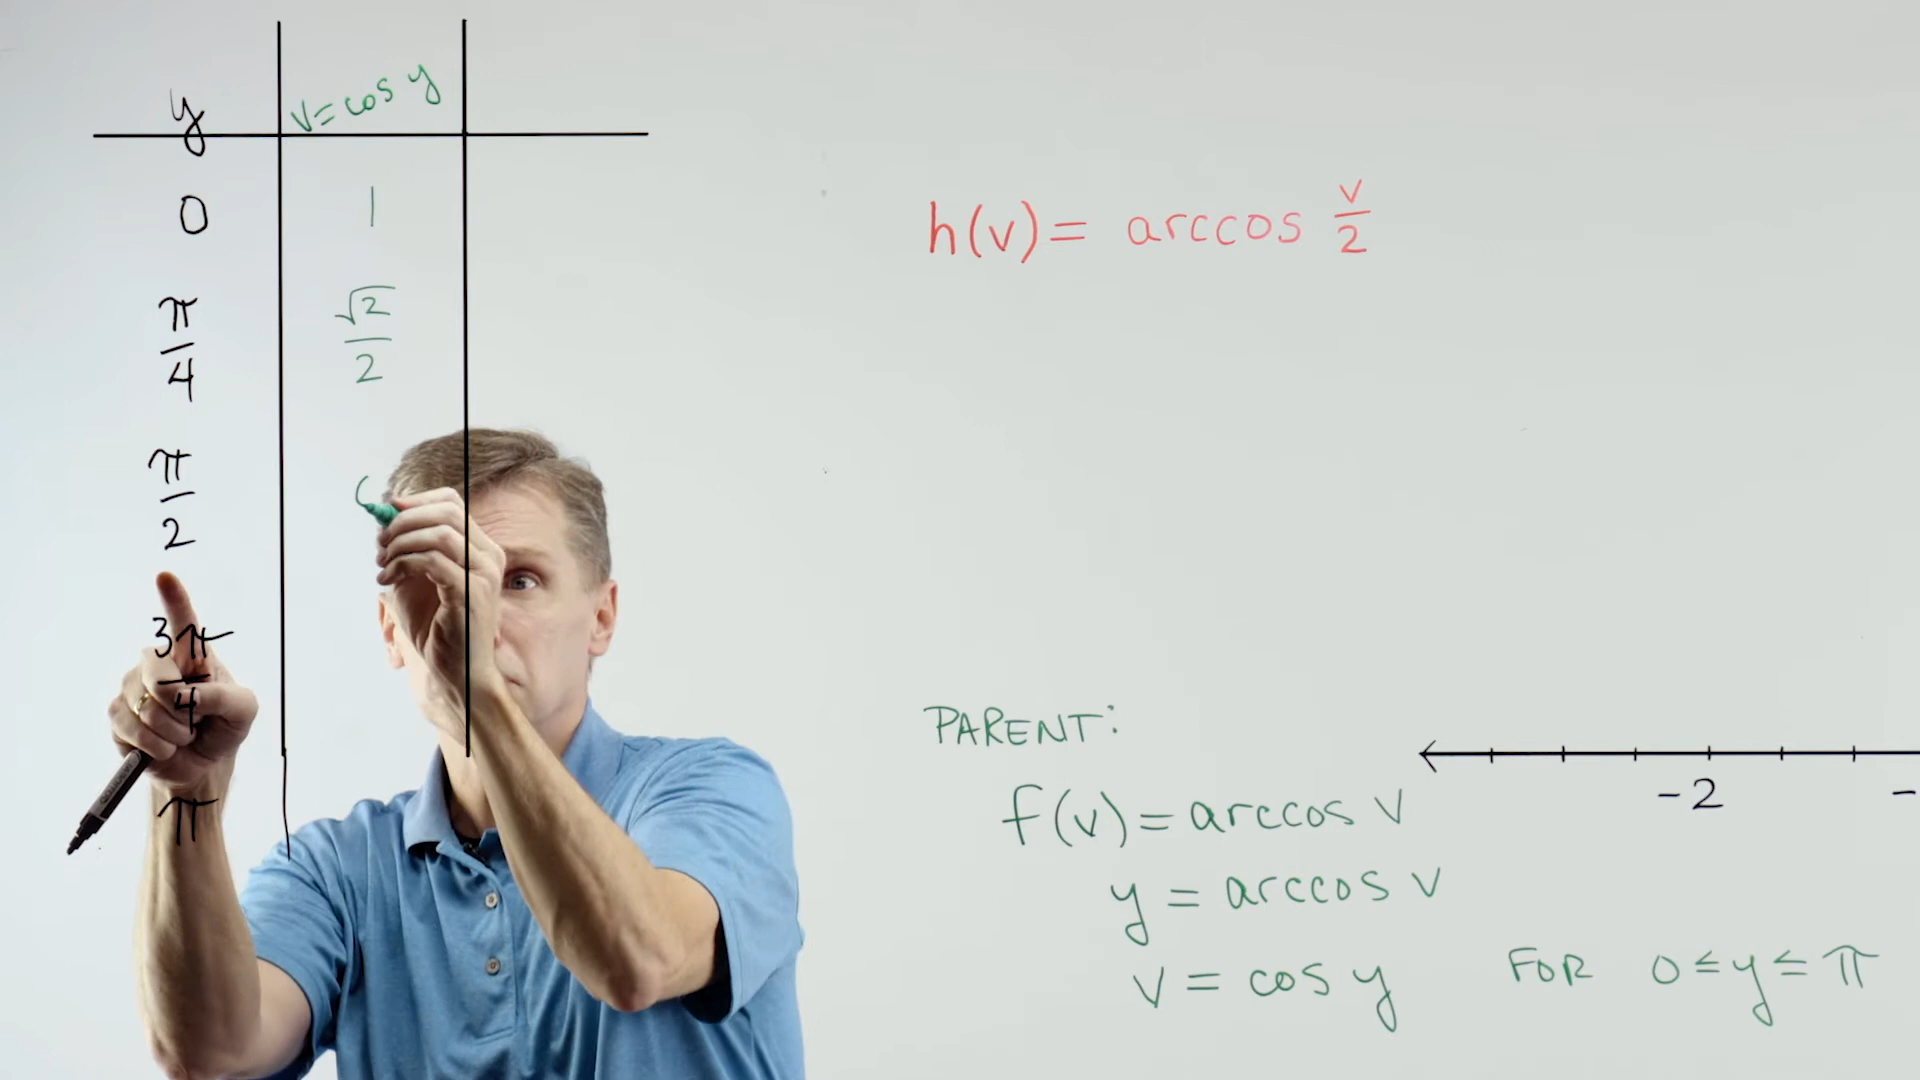 y
v = cos y
0
1
π/4
√2/2
π/2
3π/4
π
h(v) = arccos v/2
PARENT:
f(v) = arccos v
y = arccos v
v = cos y FOR 0 ≤ y ≤ π
-2
-